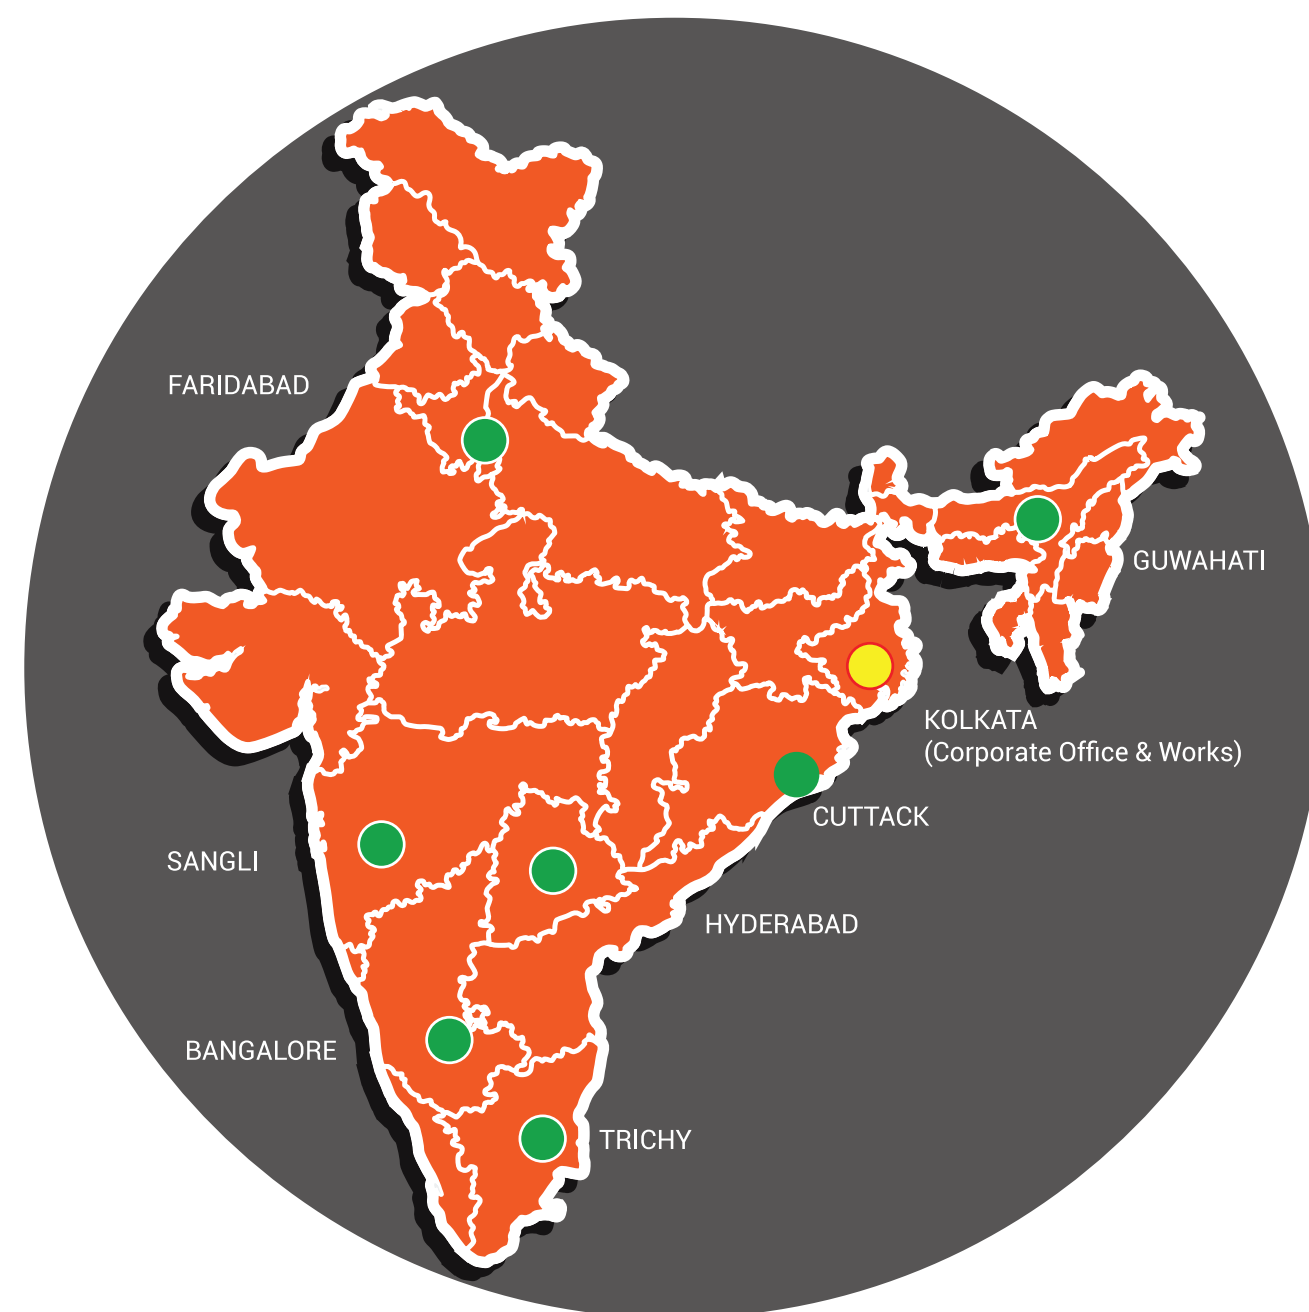 FARIDABAD
GUWAHATI
KOLKATA
(Corporate Office & Works)
CUTTACK
SANGLI
HYDERABAD
BANGALORE
TRICHY